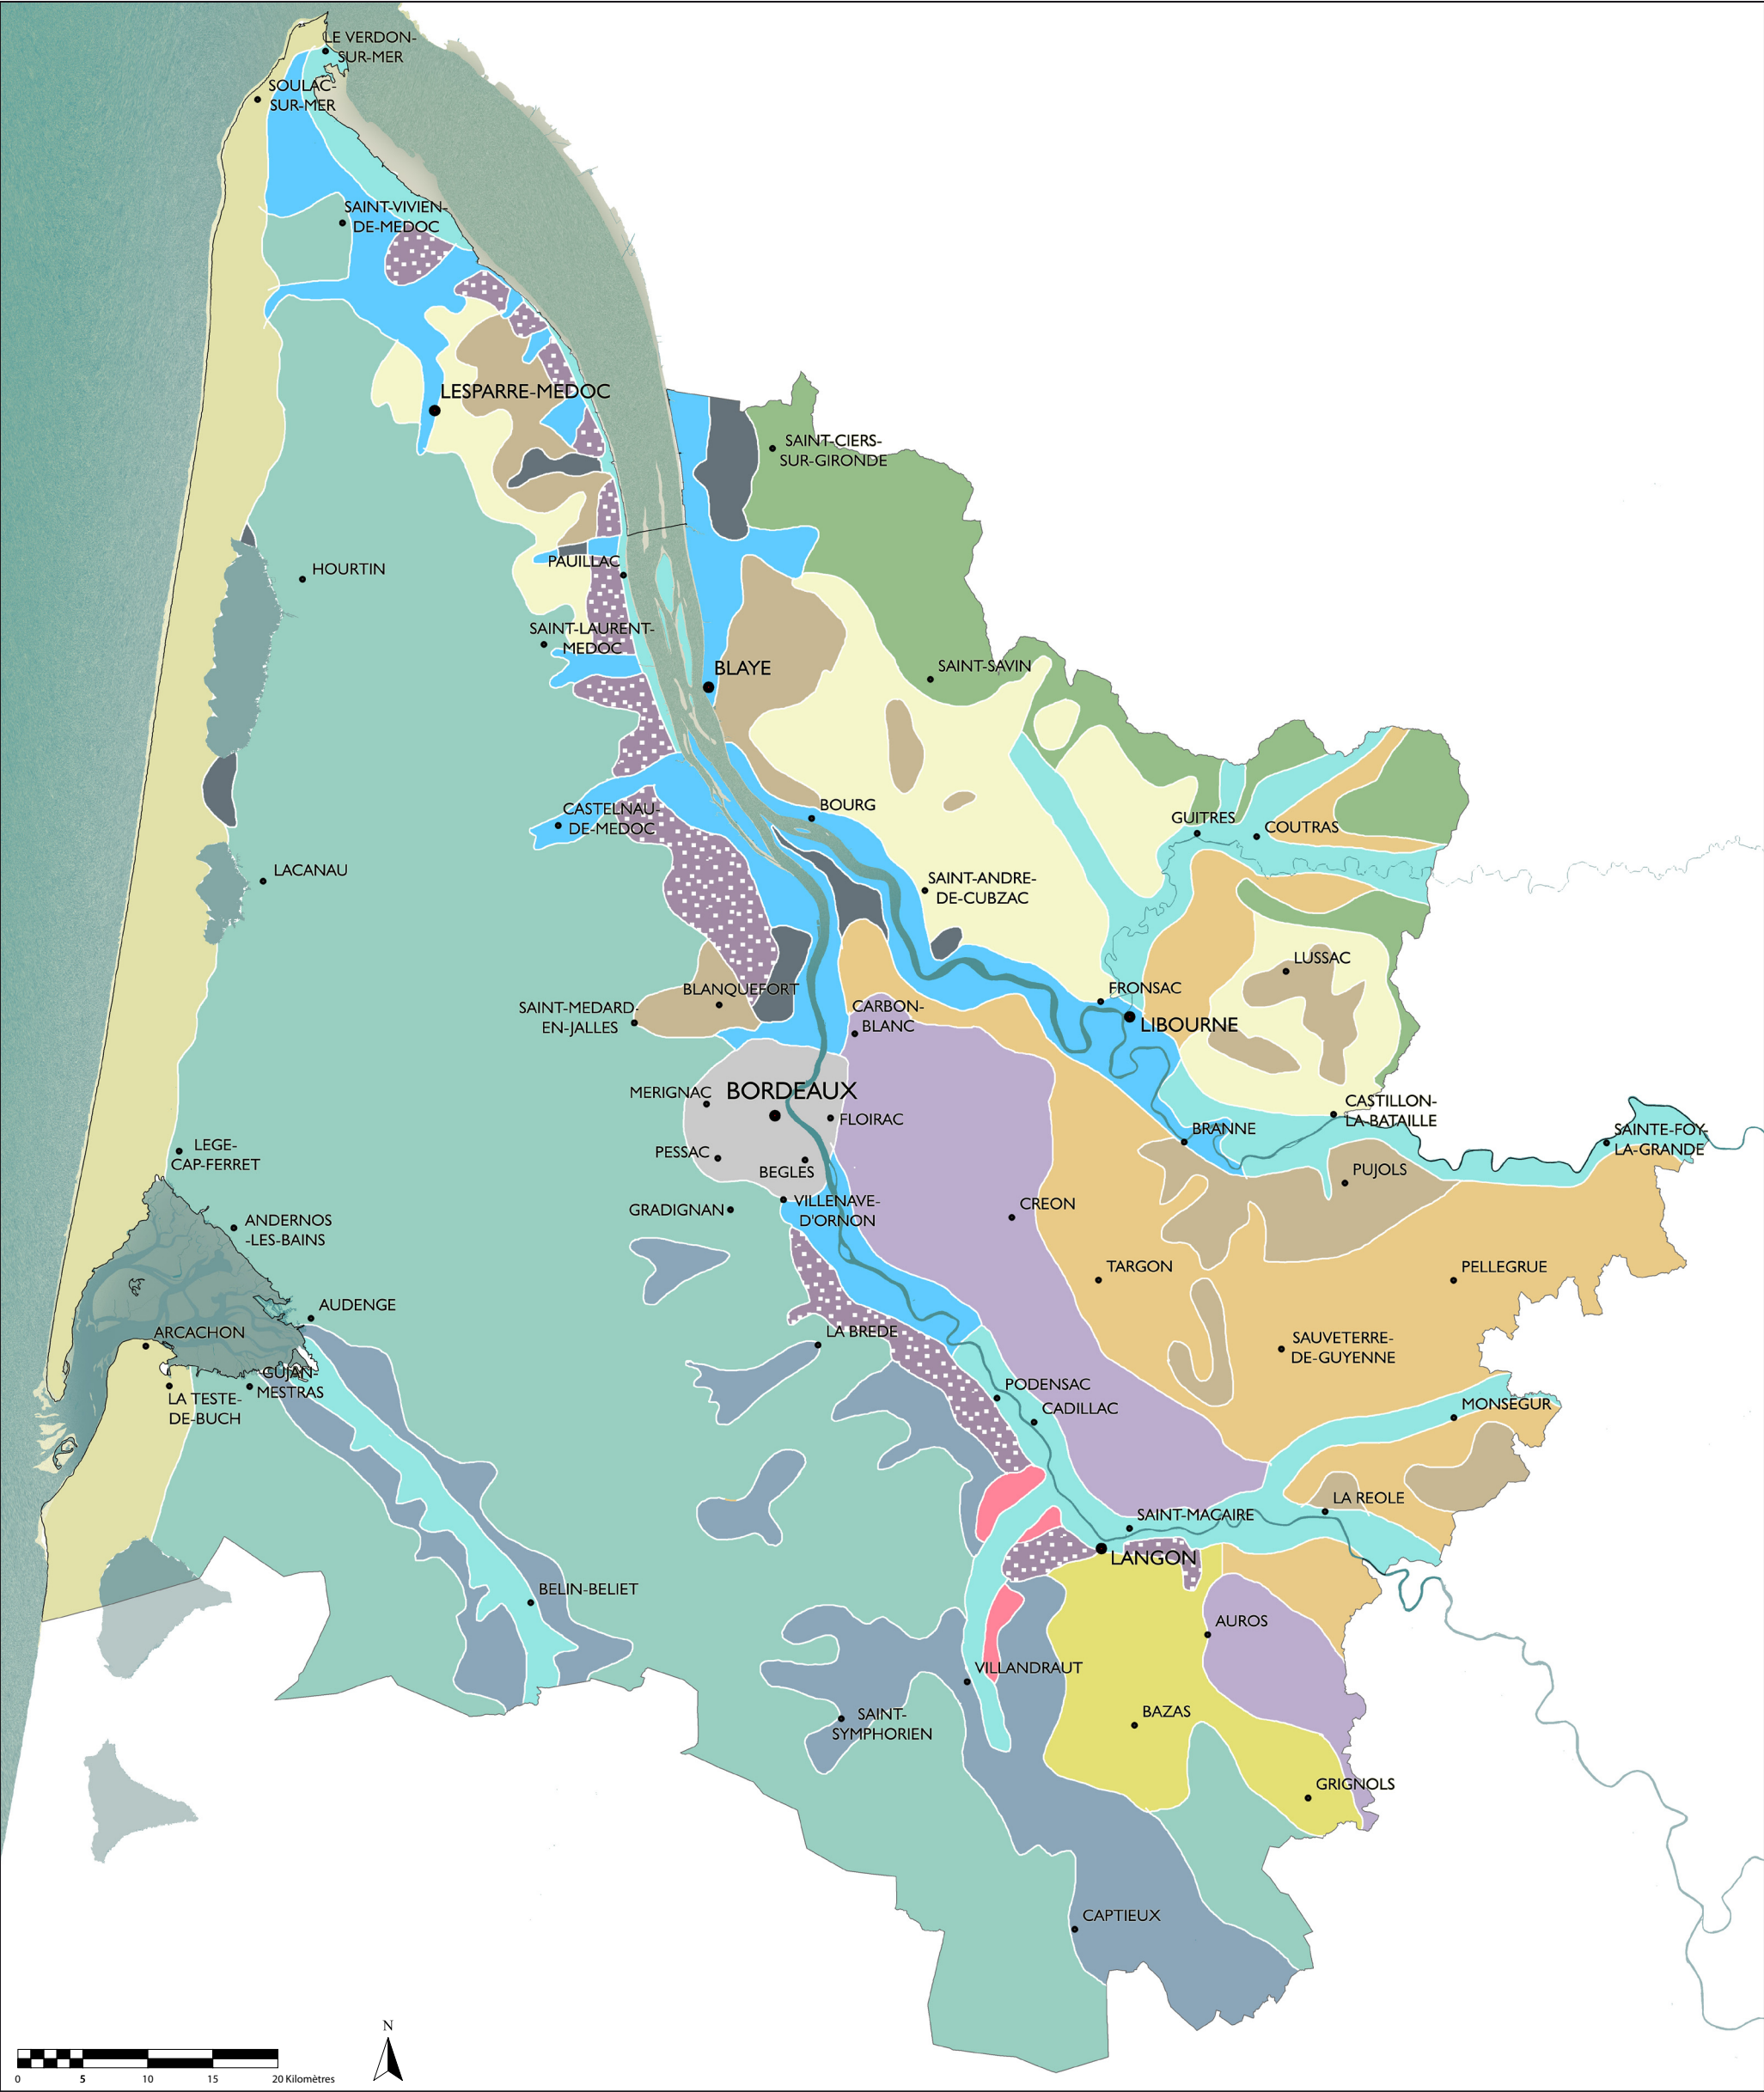 LE VERDON-
SUR-MER
SOULAC-
SUR-MER
SAINT-VIVIEN-
DE-MEDOC
LESPARRE-MEDOC
SAINT-CIERS-
SUR-GIRONDE
HOURTIN
PAUILLAC
SAINT-LAURENT-
MEDOC
BLAYE
SAINT-SAVIN
CASTELNAU-
DE-MEDOC
BOURG
GUITRES
COUTRAS
LACANAU
SAINT-ANDRE-
DE-CUBZAC
LUSSAC
BLANQUEFORT
FRONSAC
SAINT-MEDARD-
EN-JALLES
CARBON-
BLANC
LIBOURNE
MERIGNAC
BORDEAUX
FLOIRAC
CASTILLON-
LA-BATAILLE
BRANNE
SAINTE-FOY-
LA-GRANDE
LEGE-
CAP-FERRET
PESSAC
BEGLES
PUJOLS
VILLENAVE-
D'ORNON
GRADIGNAN
CREON
ANDERNOS
-LES-BAINS
TARGON
PELLEGRUE
AUDENGE
ARCACHON
LA BREDE
SAUVETERRE-
DE-GUYENNE
GUJAN-
MESTRAS
LA TESTE-
DE-BUCH
PODENSAC
CADILLAC
MONSEGUR
LA REOLE
SAINT-MACAIRE
LANGON
BELIN-BELIET
AUROS
VILLANDRAUT
SAINT-
SYMPHORIEN
BAZAS
GRIGNOLS
CAPTIEUX
N
0 5 10 15 20 Kilomètres